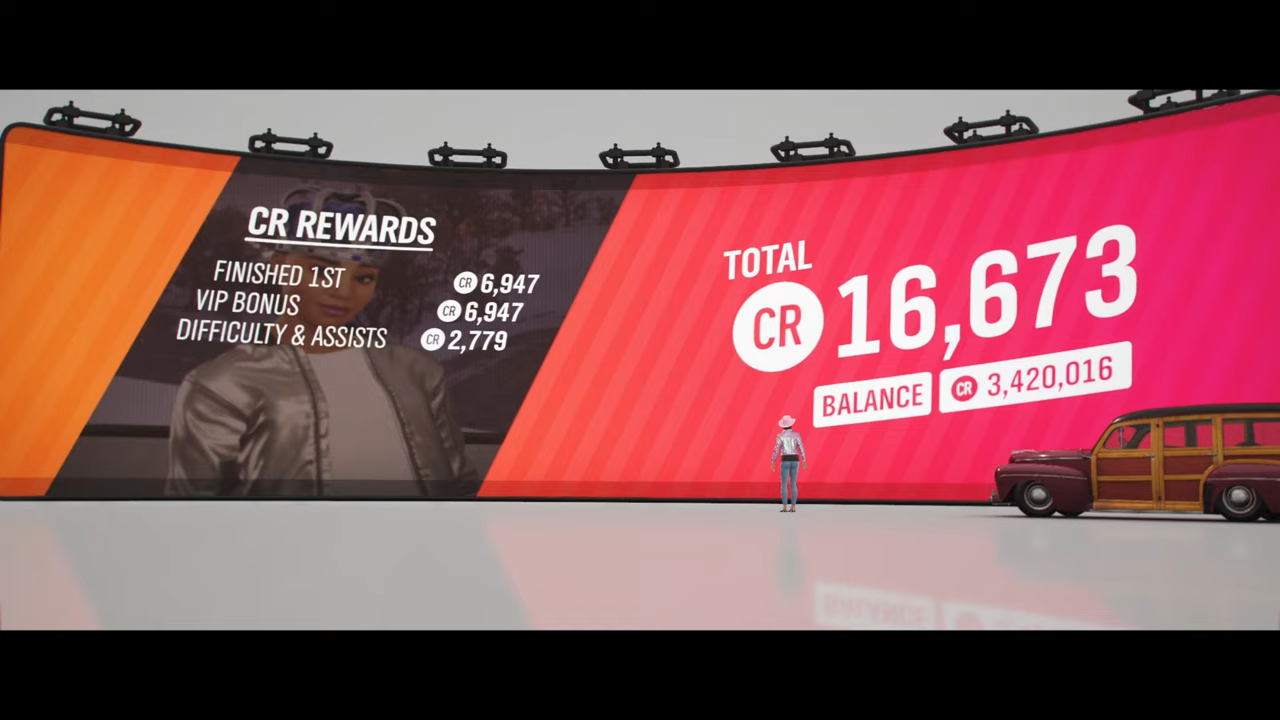 CR REWARDS
FINISHED 1ST CR 6,947
VIP BONUS CR 6,947
DIFFICULTY & ASSISTS CR 2,779
TOTAL
CR 16,673
BALANCE CR 3,420,016